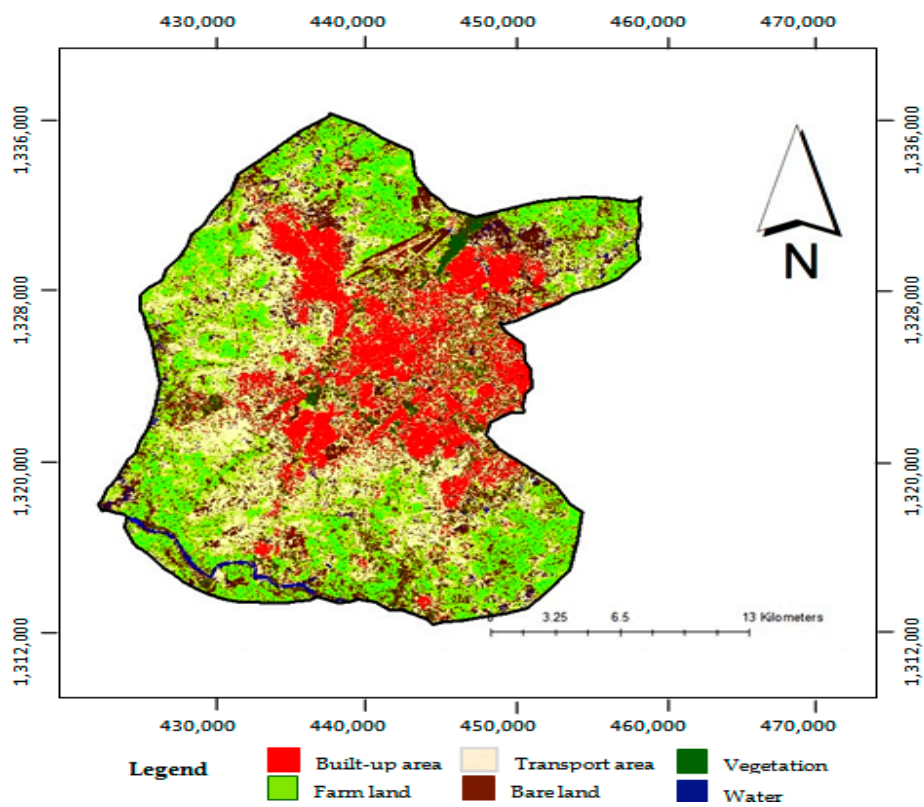 430,000 440,000 450,000 460,000 470,000
1,336,000 1,336,000
N
1,328,000 1,328,000
1,320,000 1,320,000
3.25 6.5 13 Kilometers
1,312,000 1,312,000
430,000 440,000 450,000 460,000 470,000
Legend Built-up area Transport area Vegetation
Farm land Bare land Water